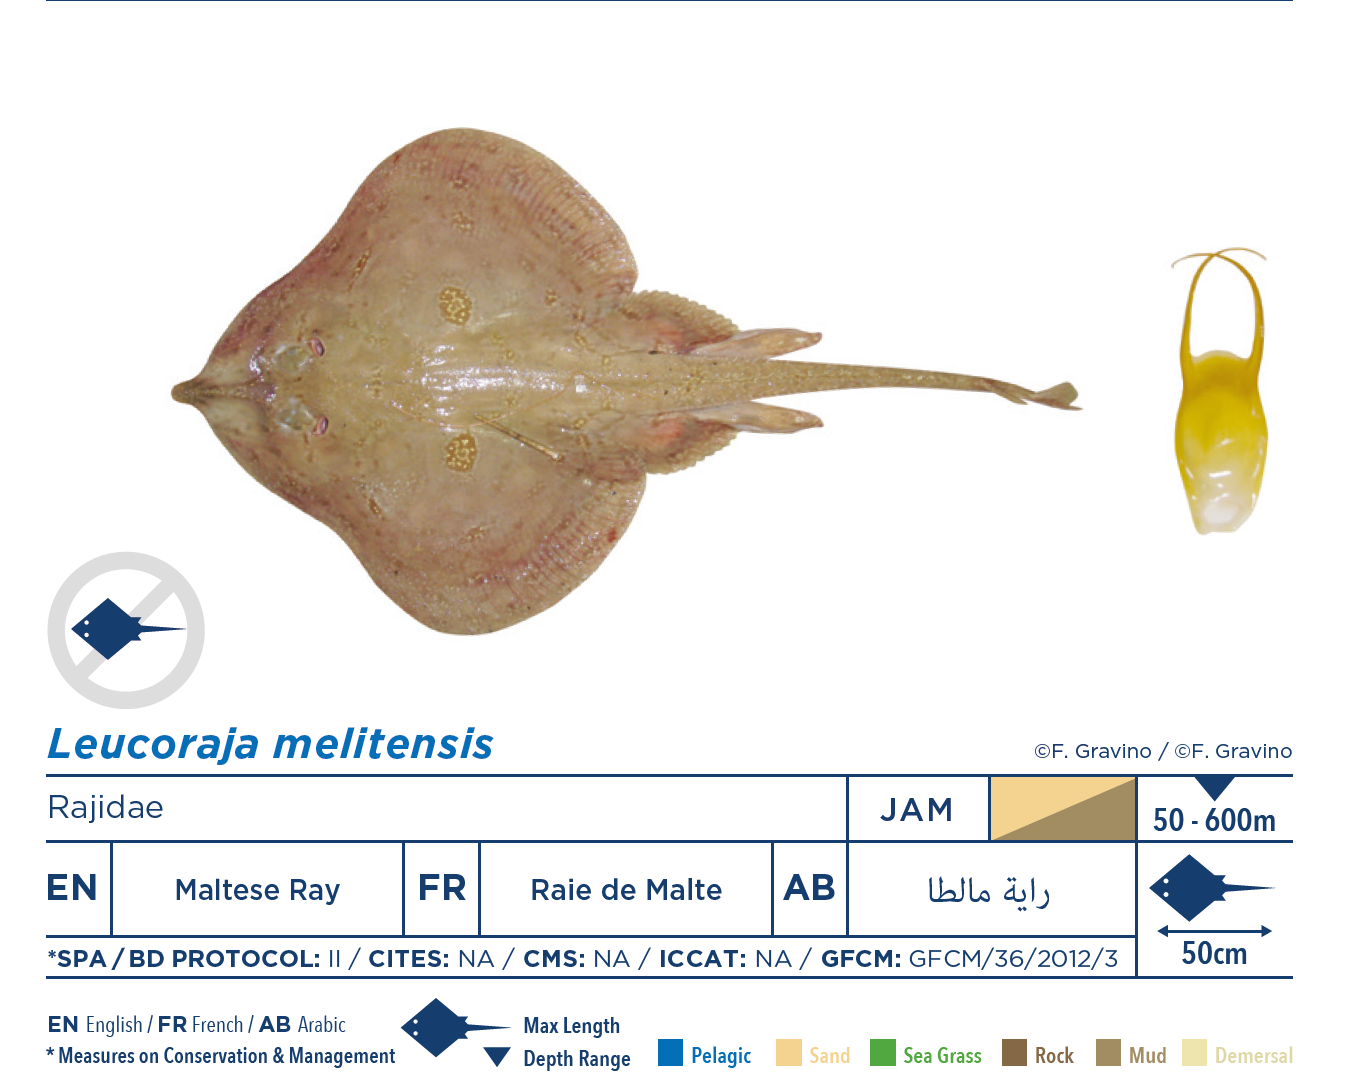 Leucoraja melitensis
©F. Gravino / ©F. Gravino
Rajidae
JAM
50 - 600m
EN
Maltese Ray
FR
Raie de Malte
AB
راية مالطا
50cm
*SPA / BD PROTOCOL: II / CITES: NA / CMS: NA / ICCAT: NA / GFCM: GFCM/36/2012/3
EN English / FR French / AB Arabic
Max Length
* Measures on Conservation & Management
Depth Range
Pelagic
Sand
Sea Grass
Rock
Mud
Demersal